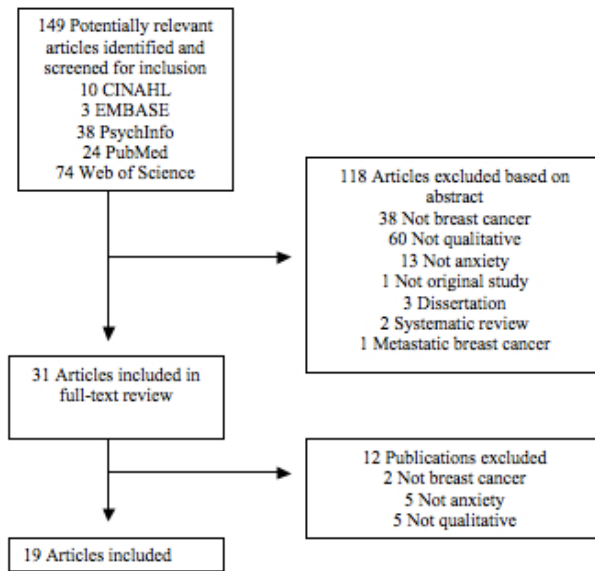 149 Potentially relevant
articles identified and
screened for inclusion
10 CINAHL
3 EMBASE
38 PsychInfo
24 PubMed
74 Web of Science
118 Articles excluded based on
abstract
38 Not breast cancer
60 Not qualitative
13 Not anxiety
1 Not original study
3 Dissertation
2 Systematic review
1 Metastatic breast cancer
31 Articles included in
full-text review
12 Publications excluded
2 Not breast cancer
5 Not anxiety
5 Not qualitative
19 Articles included